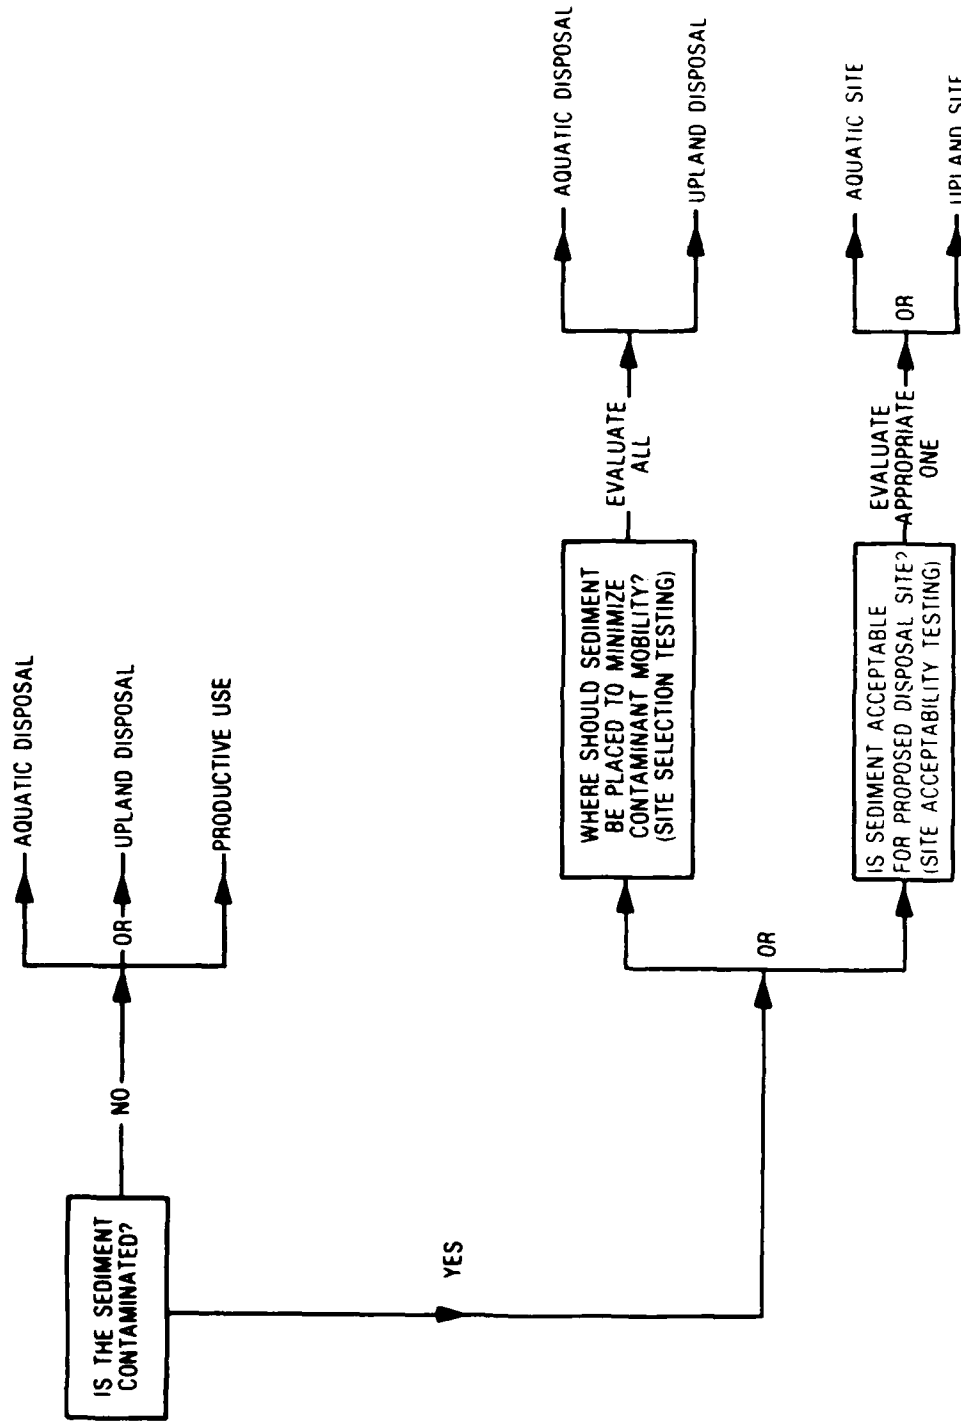 IS THE SEDIMENT
CONTAMINATED?
NO
OR
AQUATIC DISPOSAL
UPLAND DISPOSAL
PRODUCTIVE USE
YES
OR
WHERE SHOULD SEDIMENT
BE PLACED TO MINIMIZE
CONTAMINANT MOBILITY?
(SITE SELECTION TESTING)
EVALUATE
ALL
AQUATIC DISPOSAL
UPLAND DISPOSAL
IS SEDIMENT ACCEPTABLE
FOR PROPOSED DISPOSAL SITE?
(SITE ACCEPTABILITY TESTING)
EVALUATE
APPROPRIATE
ONE
OR
AQUATIC SITE
UPLAND SITE